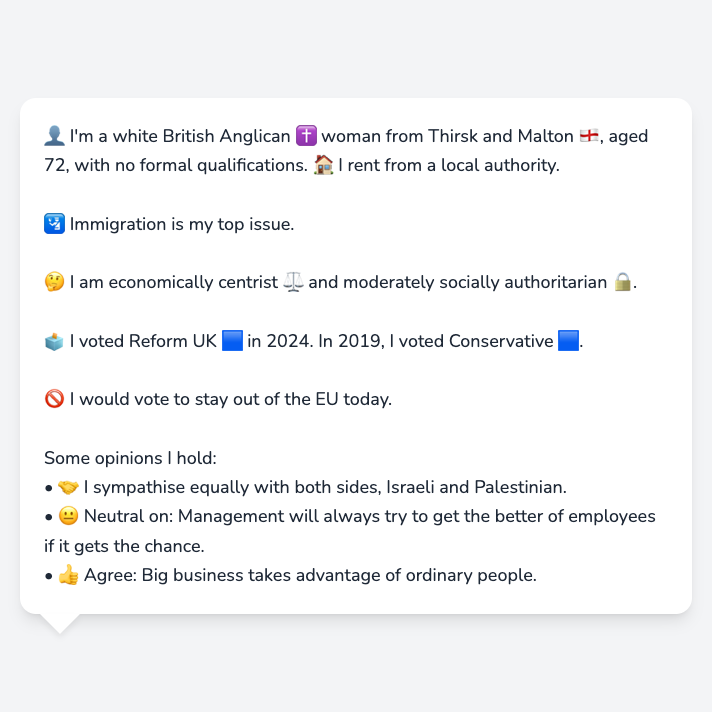 👤 I'm a white British Anglican ✝️ woman from Thirsk and Malton 🏴󠁧󠁢󠁥󠁮󠁧󠁿, aged
72, with no formal qualifications. 🏠 I rent from a local authority.
🛂 Immigration is my top issue.
🤔 I am economically centrist ⚖️ and moderately socially authoritarian 🔒.
🗳️ I voted Reform UK 🟦 in 2024. In 2019, I voted Conservative 🟦.
🚫 I would vote to stay out of the EU today.
Some opinions I hold:
• 🤝 I sympathise equally with both sides, Israeli and Palestinian.
• 😐 Neutral on: Management will always try to get the better of employees
if it gets the chance.
• 👍 Agree: Big business takes advantage of ordinary people.